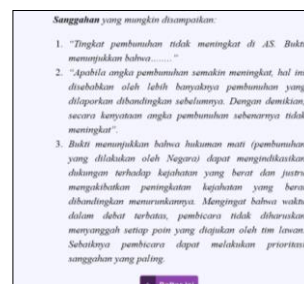 Sanggahan yang mungkin disampaikan:
1. "Tingkat pembunuhan tidak meningkat di AS. Bukti
menunjukkan bahwa........"
2. "Apabila angka pembunuhan semakin meningkat, hal ini
disebabkan oleh lebih banyaknya pembunuhan yang
dilaporkan dibandingkan sebelumnya. Dengan demikian,
secara kenyataan angka pembunuhan sebenarnya tidak
meningkat".
3. Bukti menunjukkan bahwa hukuman mati (pembunuhan
yang dilakukan oleh Negara) dapat mengindikasikan
dukungan terhadap kejahatan yang berat dan justru
mengakibatkan peningkatan kejahatan yang berat
dibandingkan menurunkannya. Mengingat bahwa waktu
dalam debat terbatas, pembicara tidak diharuskan
menyanggah setiap poin yang diajukan oleh tim lawan.
Sebaiknya pembicara dapat melakukan prioritas
sanggahan yang paling.